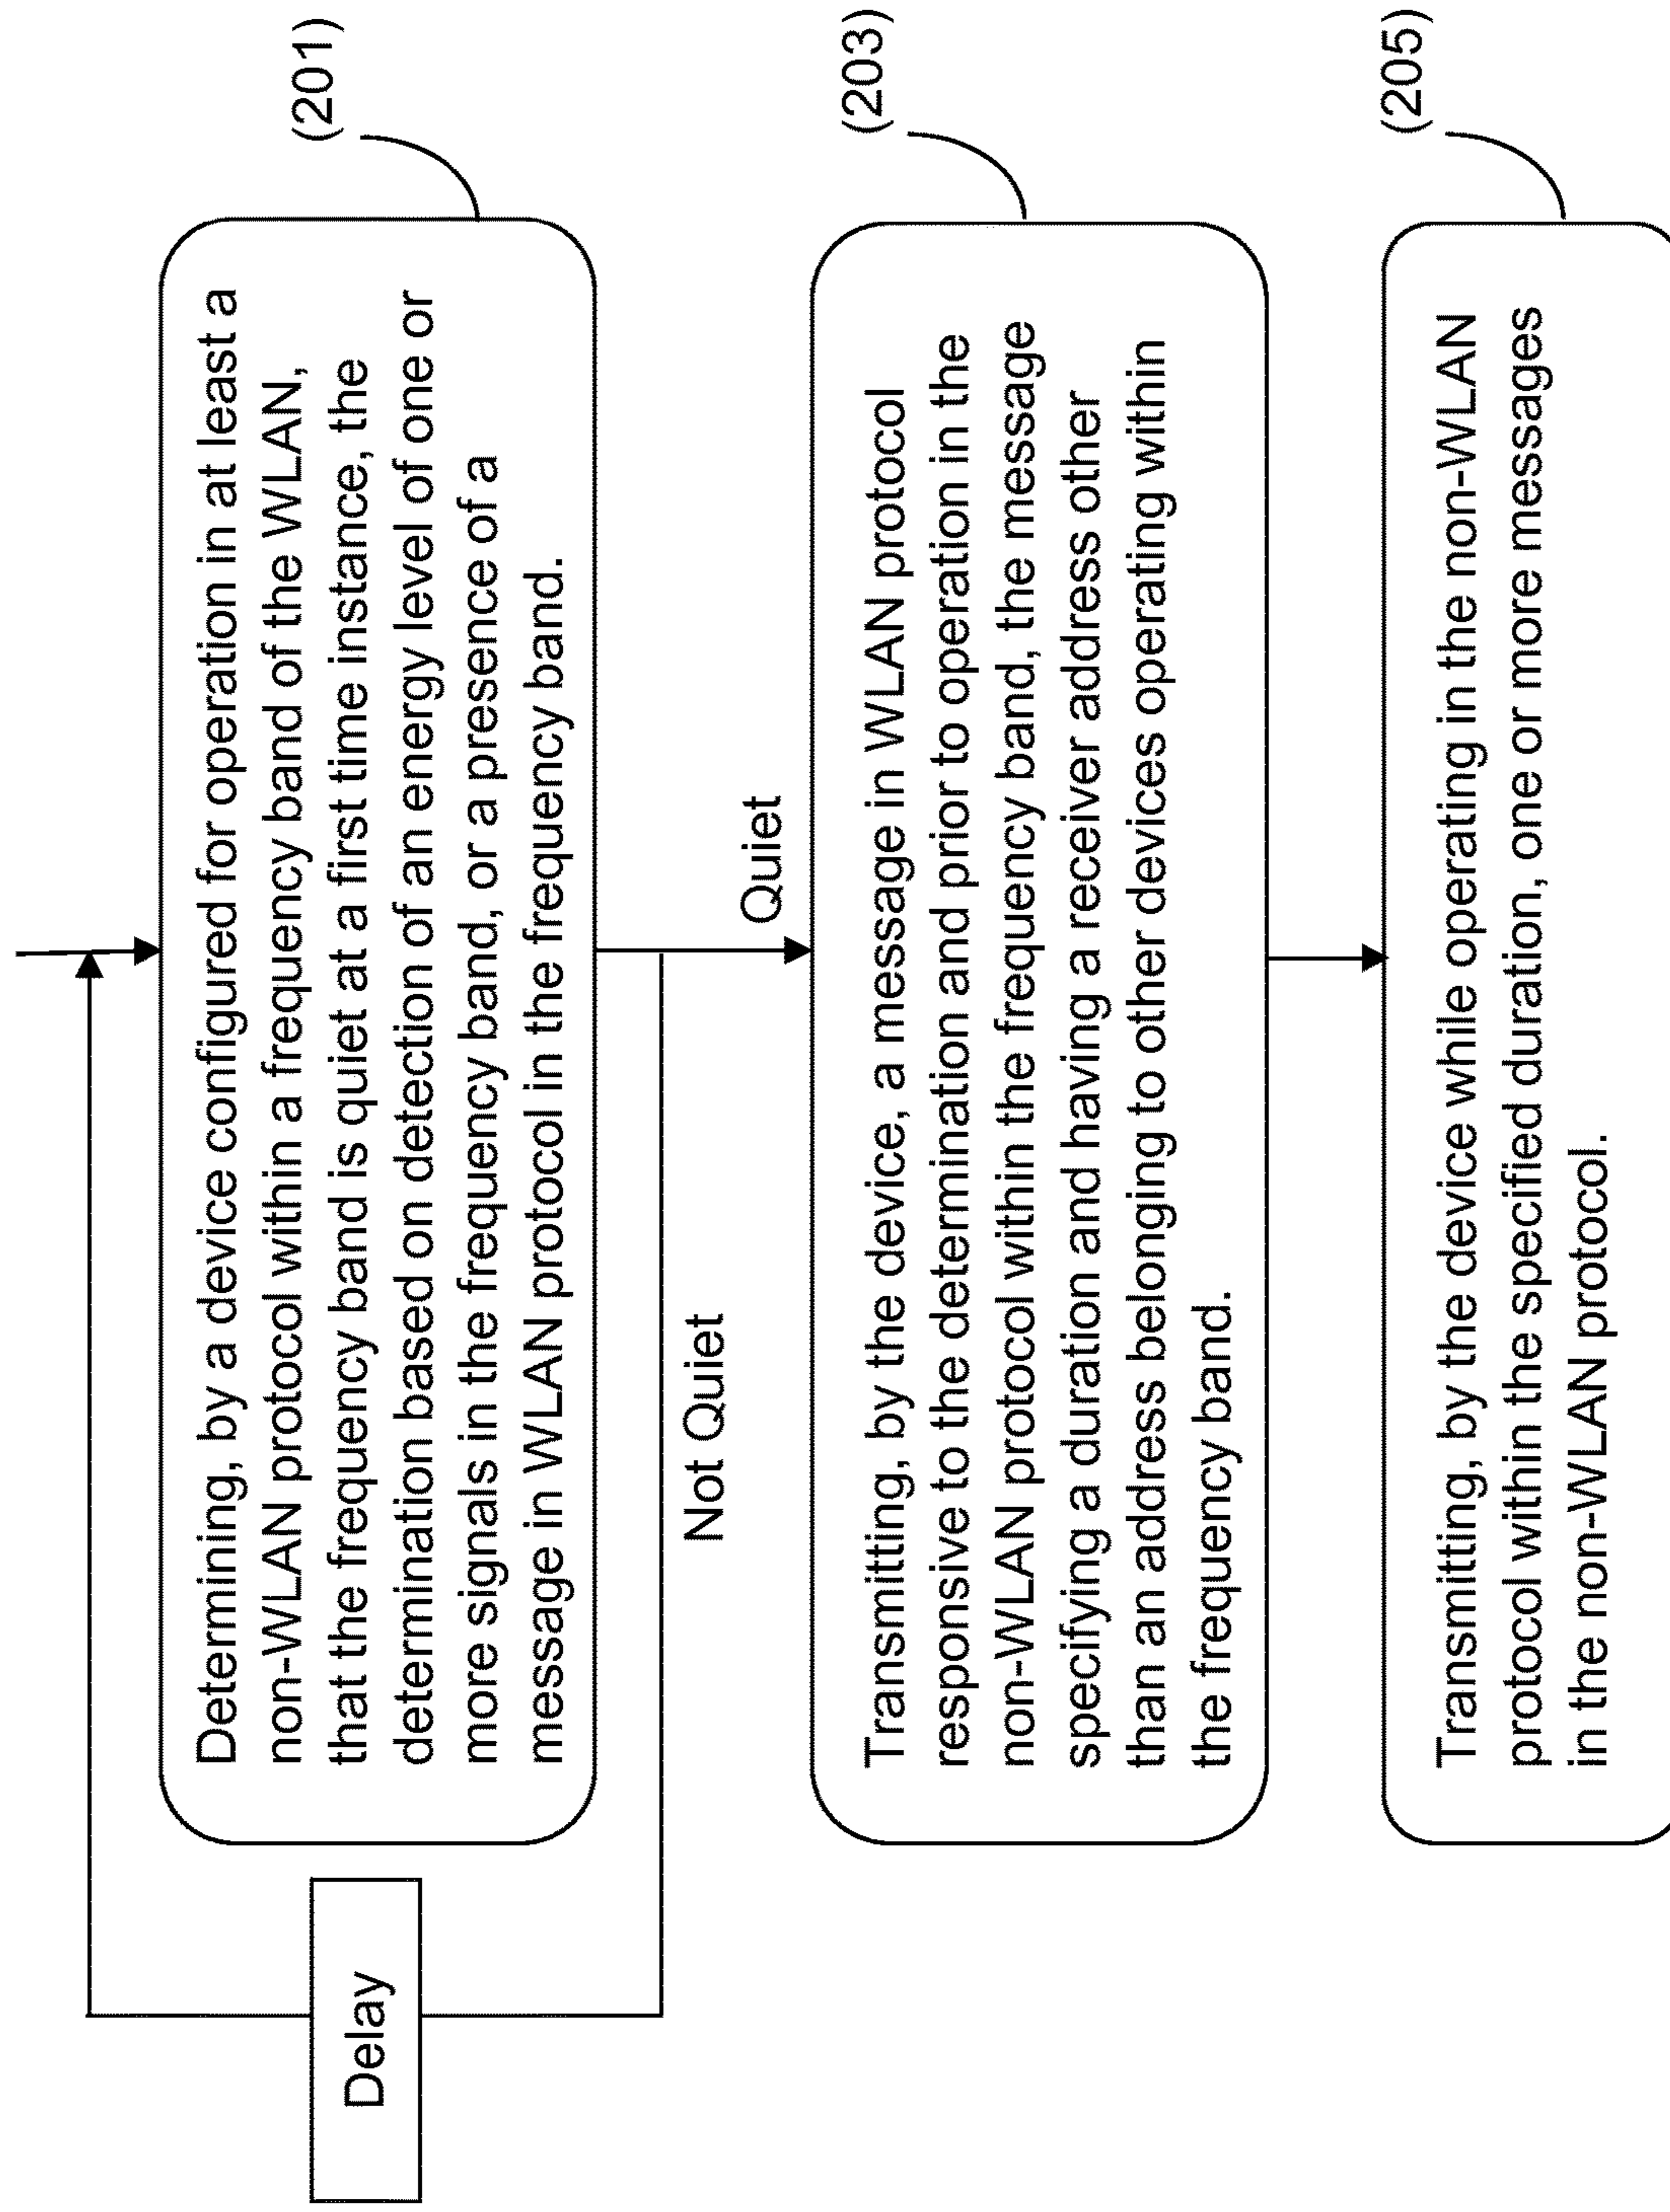 Determining, by a device configured for operation in at least a
non-WLAN protocol within a frequency band of the WLAN,
that the frequency band is quiet at a first time instance, the
determination based on detection of an energy level of one or
more signals in the frequency band, or a presence of a
message in WLAN protocol in the frequency band.
(201)
Delay
Not Quiet
Quiet
Transmitting, by the device, a message in WLAN protocol
responsive to the determination and prior to operation in the
non-WLAN protocol within the frequency band, the message
specifying a duration and having a receiver address other
than an address belonging to other devices operating within
the frequency band.
(203)
Transmitting, by the device while operating in the non-WLAN
protocol within the specified duration, one or more messages
in the non-WLAN protocol.
(205)